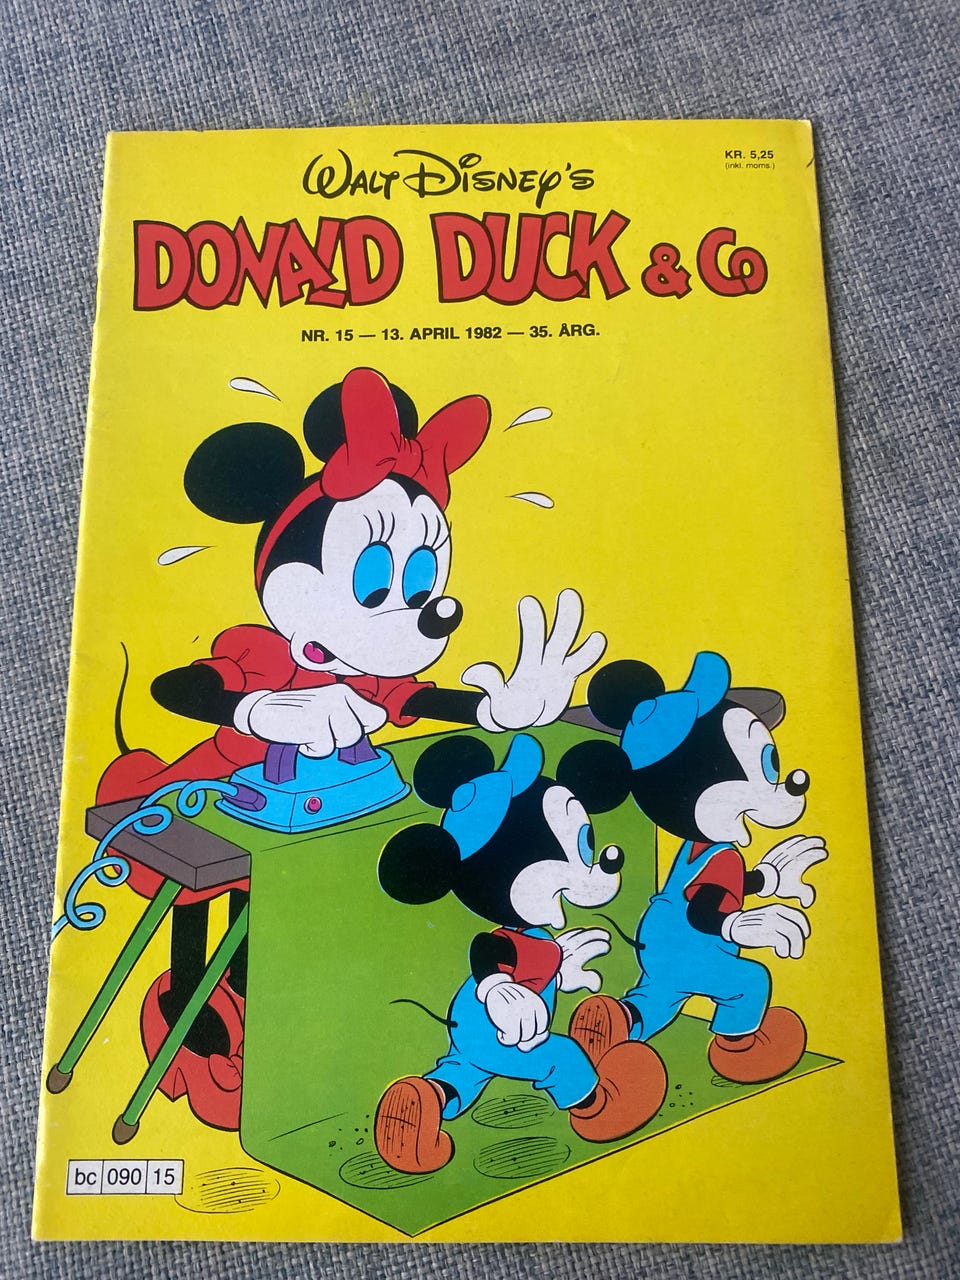 WALT DISNEY'S
KR. 5,25
(inkl. moms.)
DONALD DUCK & CO
NR. 15 — 13. APRIL 1982 — 35. ÅRG.
bc 090 15